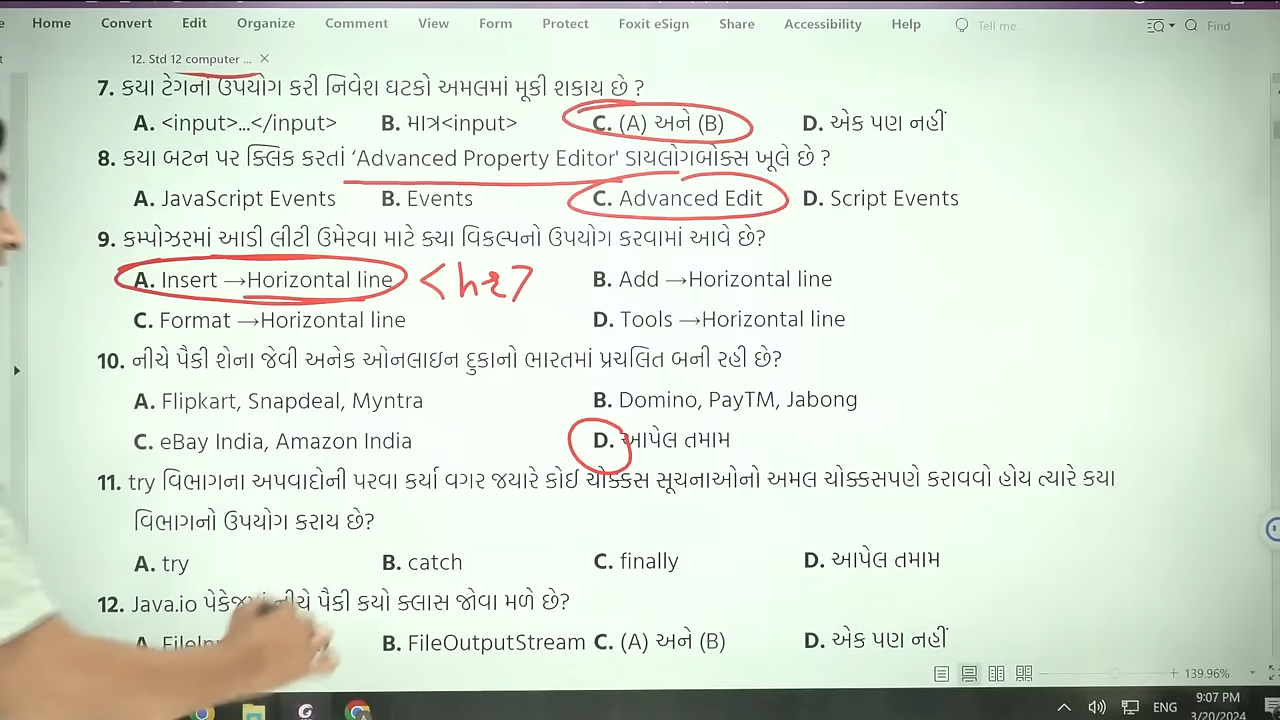 Home Convert Edit Organize Comment View Form Protect Foxit eSign Share Accessibility Help Tell me... Find
12. Std 12 computer ... ×
7. કયા ટેગનો ઉપયોગ કરી નિવેશ ઘટકો અમલમાં મૂકી શકાય છે ?
A. <input>...</input> B. માત્ર<input> C. (A) અને (B) D. એક પણ નહીં
8. કયા બટન પર ક્લિક કરતાં ‘Advanced Property Editor' ડાયલોગબોક્સ ખૂલે છે ?
A. JavaScript Events B. Events C. Advanced Edit D. Script Events
9. કમ્પોઝરમાં આડી લીટી ઉમેરવા માટે ક્યા વિકલ્પનો ઉપયોગ કરવામાં આવે છે?
A. Insert →Horizontal line <hr> B. Add →Horizontal line
C. Format →Horizontal line D. Tools →Horizontal line
10. નીચે પૈકી શેના જેવી અનેક ઓનલાઇન દુકાનો ભારતમાં પ્રચલિત બની રહી છે?
A. Flipkart, Snapdeal, Myntra B. Domino, PayTM, Jabong
C. eBay India, Amazon India D. આપેલ તમામ
11. try વિભાગના અપવાદોની પરવા કર્યા વગર જયારે કોઈ ચોક્કસ સૂચનાઓનો અમલ ચોક્કસપણે કરાવવો હોય ત્યારે કયા
વિભાગનો ઉપયોગ કરાય છે?
A. try B. catch C. finally D. આપેલ તમામ
12. Java.io પેકેજમાં નીચે પૈકી કયો ક્લાસ જોવા મળે છે?
A. B. FileOutputStream C. (A) અને (B) D. એક પણ નહીં
139.96%
ENG 9:07 PM
3/20/2024